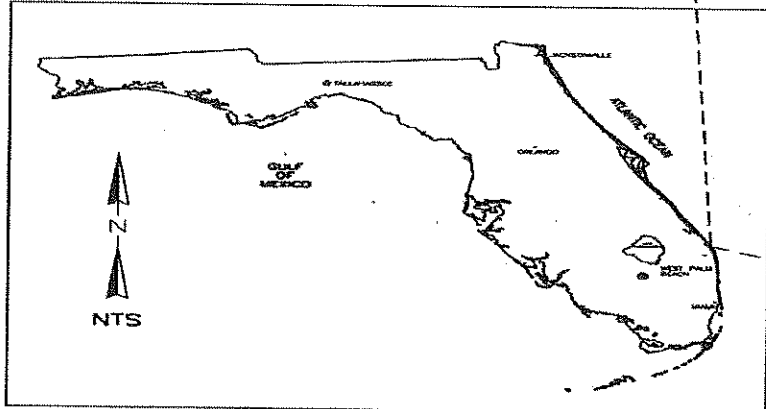 JACKSONVILLE
TALLAHASSEE
ATLANTIC OCEAN
ORLANDO
GULF
OF
MEXICO
N
WEST PALM
BEACH
MIAMI
NTS